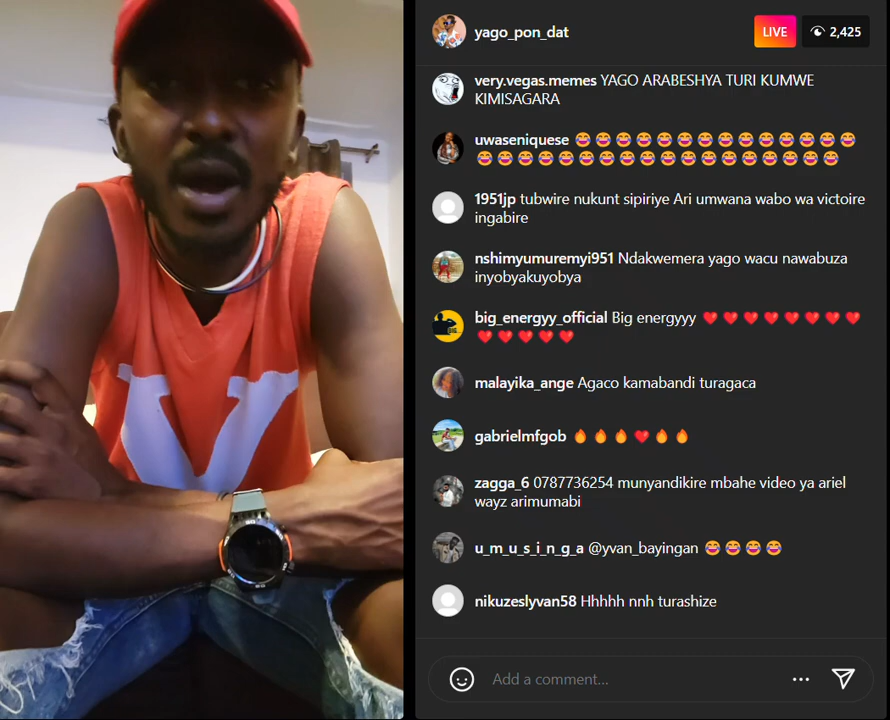 yago_pon_dat
LIVE
2,425
very.vegas.memes YAGO ARABESHYA TURI KUMWE
KIMISAGARA
uwaseniquese 😂😂😂😂😂😂😂😂😂😂😂😂😂😂
😂😂😂😂😂😂😂😂😂😂😂😂😂😂😂😂😂😂
1951jp tubwire nukunt sipiriye Ari umwana wabo wa victoire
ingabire
nshimyumuremyi951 Ndakwemera yago wacu nawabuza
inyobyakuyobya
big_energyy_official Big energyyy ❤️❤️❤️❤️❤️❤️❤️❤️
❤️❤️❤️❤️❤️
malayika_ange Agaco kamabandi turagaca
gabrielmfgob 🔥🔥🔥❤️🔥🔥
zagga_6 0787736254 munyandikire mbahe video ya ariel
wayz arimumabi
u_m_u_s_i_n_g_a @yvan_bayingan 😂😂😂😂
nikuzeslyvan58 Hhhhh nnh turashize
Add a comment...
V